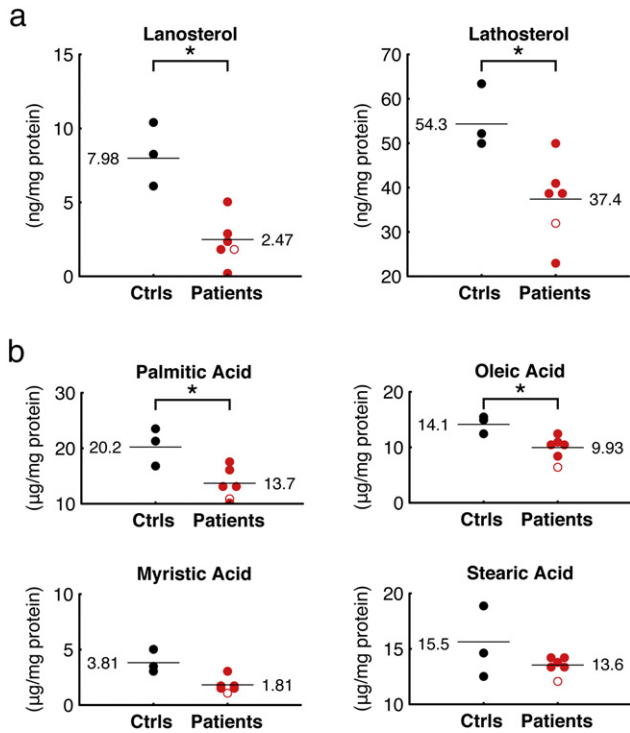 a
Lanosterol
*
(ng/mg protein)
15
10
5
0
7.98
2.47
Ctrls Patients
Lathosterol
*
(ng/mg protein)
70
60
50
40
30
20
54.3
37.4
Ctrls Patients
b
Palmitic Acid
*
(µg/mg protein)
30
20
10
20.2
13.7
Ctrls Patients
Oleic Acid
*
(µg/mg protein)
20
15
10
5
0
14.1
9.93
Ctrls Patients
Myristic Acid
(µg/mg protein)
10
5
0
3.81
1.81
Ctrls Patients
Stearic Acid
(µg/mg protein)
20
15
10
15.5
13.6
Ctrls Patients